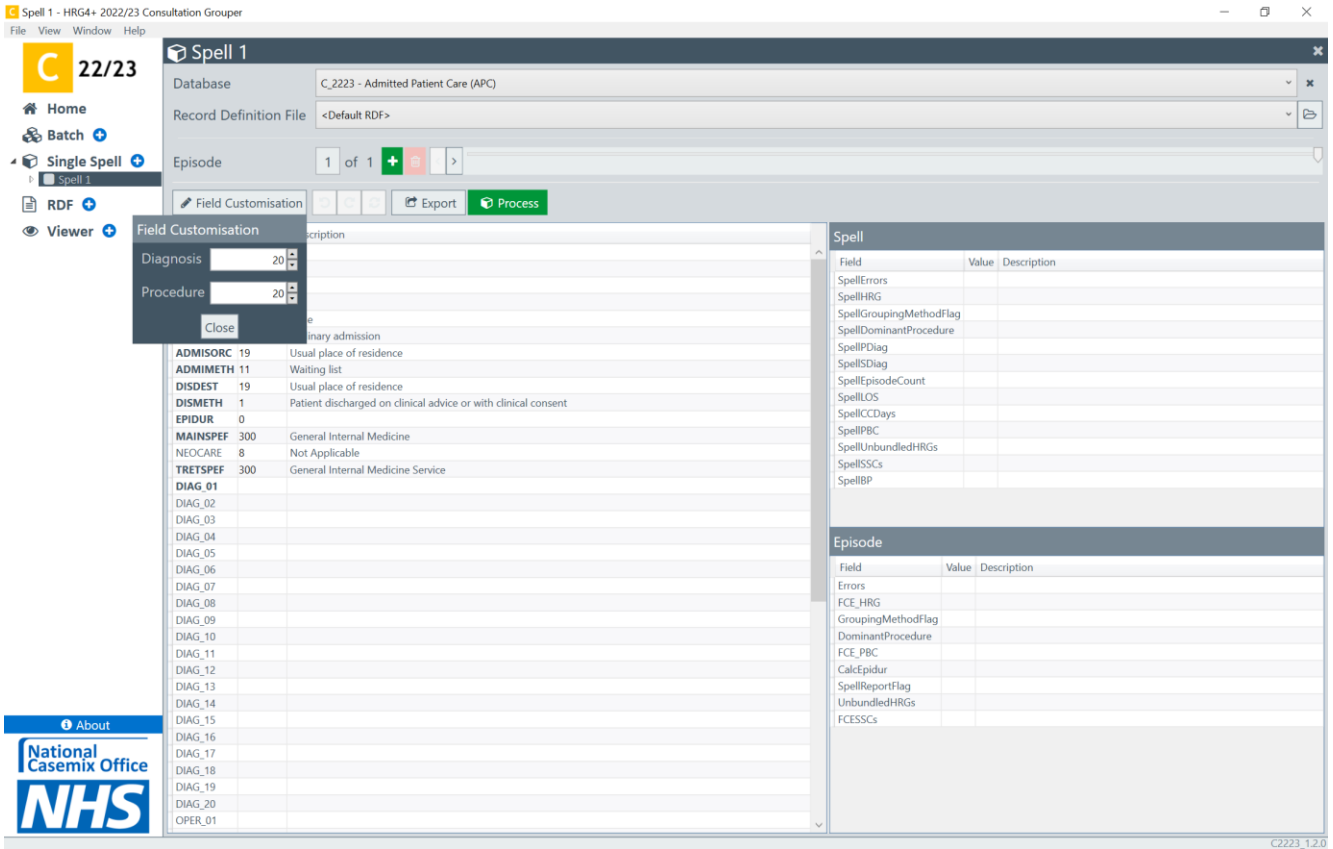 C Spell 1 - HRG4+ 2022/23 Consultation Grouper
File View Window Help
C 22/23
Home
Batch
Single Spell
Spell 1
RDF
Viewer
Spell 1
Database C_2223 - Admitted Patient Care (APC)
Record Definition File <Default RDF>
Episode 1 of 1
Field Customisation Export Process
Field Customisation
Diagnosis 20
Procedure 20
Close
scription
e
inary admission
ADMISORC 19 Usual place of residence
ADMIMETH 11 Waiting list
DISDEST 19 Usual place of residence
DISMETH 1 Patient discharged on clinical advice or with clinical consent
EPIDUR 0
MAINSPEF 300 General Internal Medicine
NEOCARE 8 Not Applicable
TRETSPEF 300 General Internal Medicine Service
DIAG_01
DIAG_02
DIAG_03
DIAG_04
DIAG_05
DIAG_06
DIAG_07
DIAG_08
DIAG_09
DIAG_10
DIAG_11
DIAG_12
DIAG_13
DIAG_14
DIAG_15
DIAG_16
DIAG_17
DIAG_18
DIAG_19
DIAG_20
OPER_01
Spell
Field Value Description
SpellErrors
SpellHRG
SpellGroupingMethodFlag
SpellDominantProcedure
SpellPDiag
SpellSDiag
SpellEpisodeCount
SpellLOS
SpellCCDays
SpellPBC
SpellUnbundledHRGs
SpellSSCs
SpellBP
Episode
Field Value Description
Errors
FCE_HRG
GroupingMethodFlag
DominantProcedure
FCE_PBC
CalcEpidur
SpellReportFlag
UnbundledHRGs
FCESSCs
About
National
Casemix Office
NHS
C2223_1.2.0